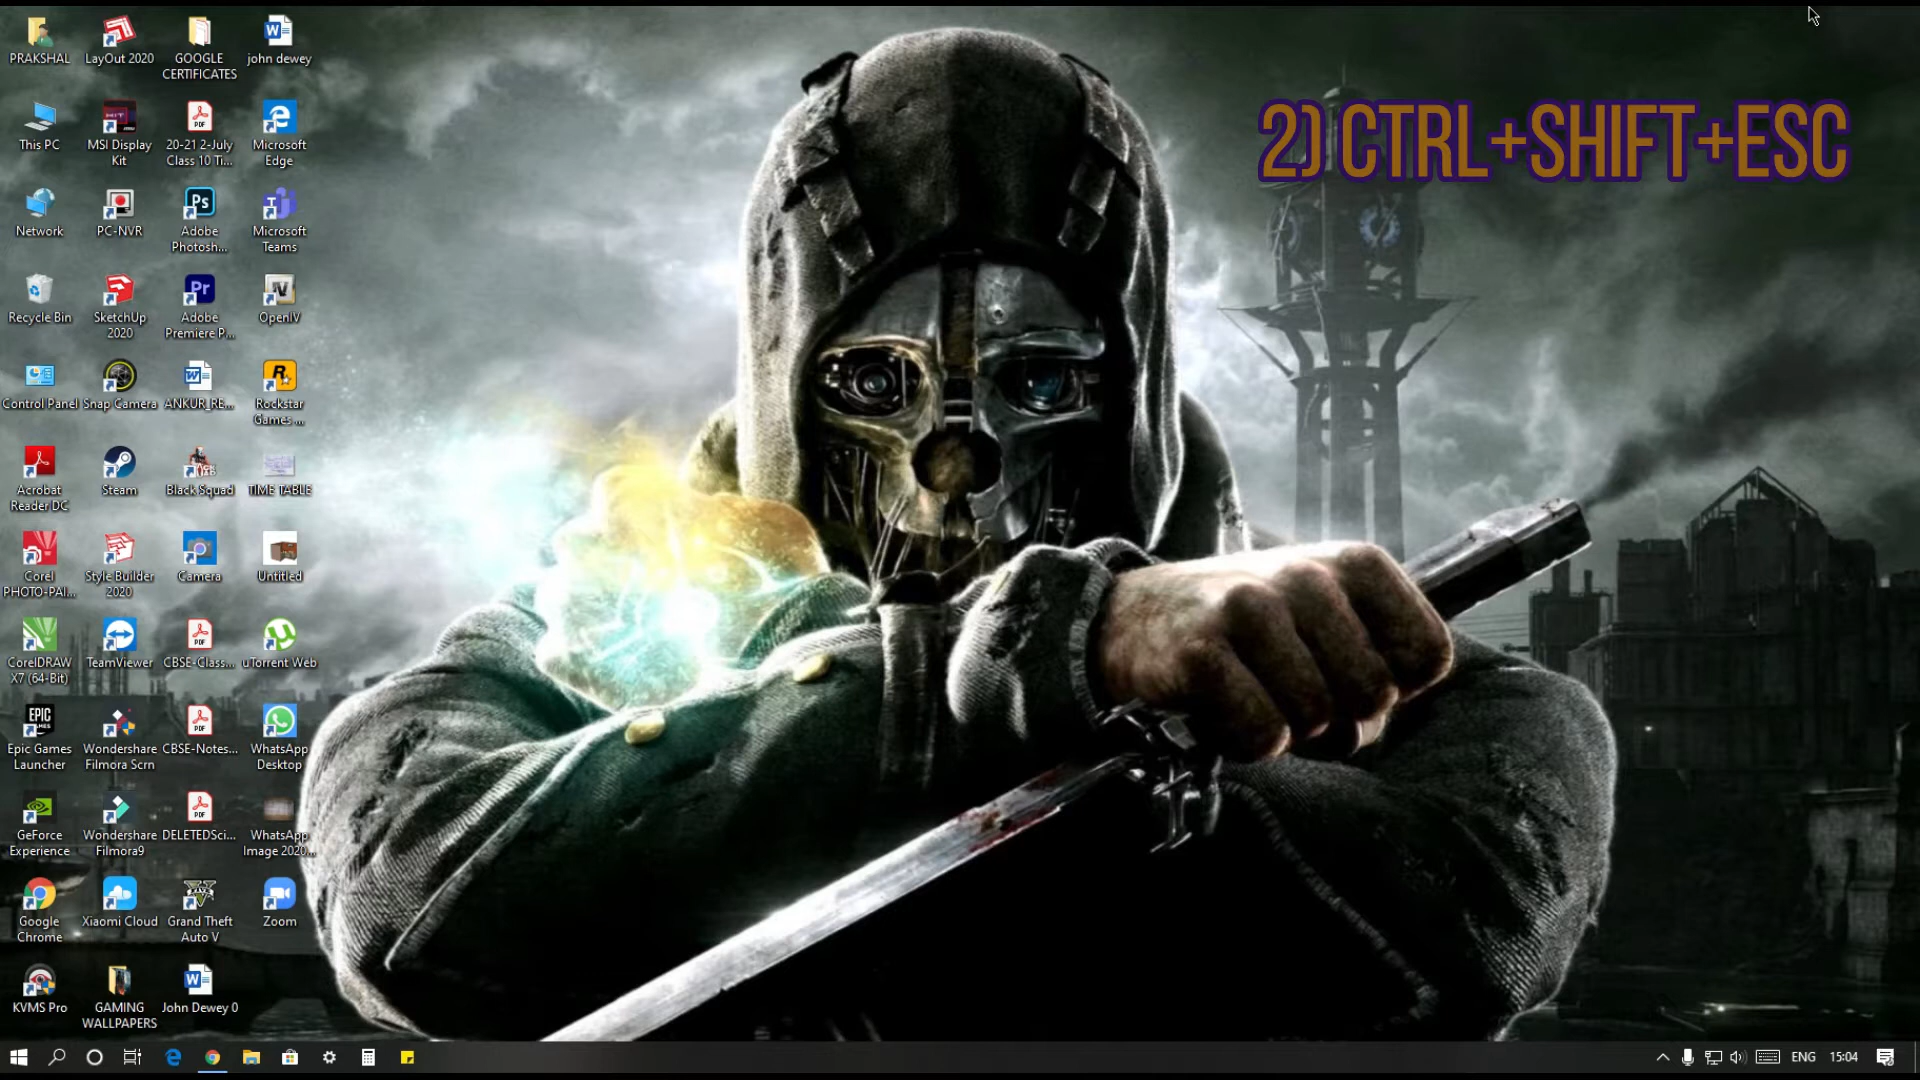 2) CTRL+SHIFT+ESC
PRAKSHAL
LayOut 2020
GOOGLE
CERTIFICATES
john dewey
This PC
MSI Display
Kit
20-21 2-July
Class 10 Ti...
Microsoft
Edge
Network
PC-NVR
Adobe
Photosh...
Microsoft
Teams
Recycle Bin
SketchUp
2020
Adobe
Premiere P...
OpenIV
Control Panel
Snap Camera
ANKUR_RE...
Rockstar
Games ...
Acrobat
Reader DC
Steam
Black Squad
TIME TABLE
Corel
PHOTO-PAI...
Style Builder
2020
Camera
Untitled
CorelDRAW
X7 (64-Bit)
TeamViewer
CBSE-Class...
uTorrent Web
Epic Games
Launcher
Wondershare
Filmora Scrn
CBSE-Notes...
WhatsApp
Desktop
GeForce
Experience
Wondershare
Filmora9
DELETEDSci...
WhatsApp
Image 2020...
Google
Chrome
Xiaomi Cloud
Grand Theft
Auto V
Zoom
KVMS Pro
GAMING
WALLPAPERS
John Dewey 0
ENG
15:04